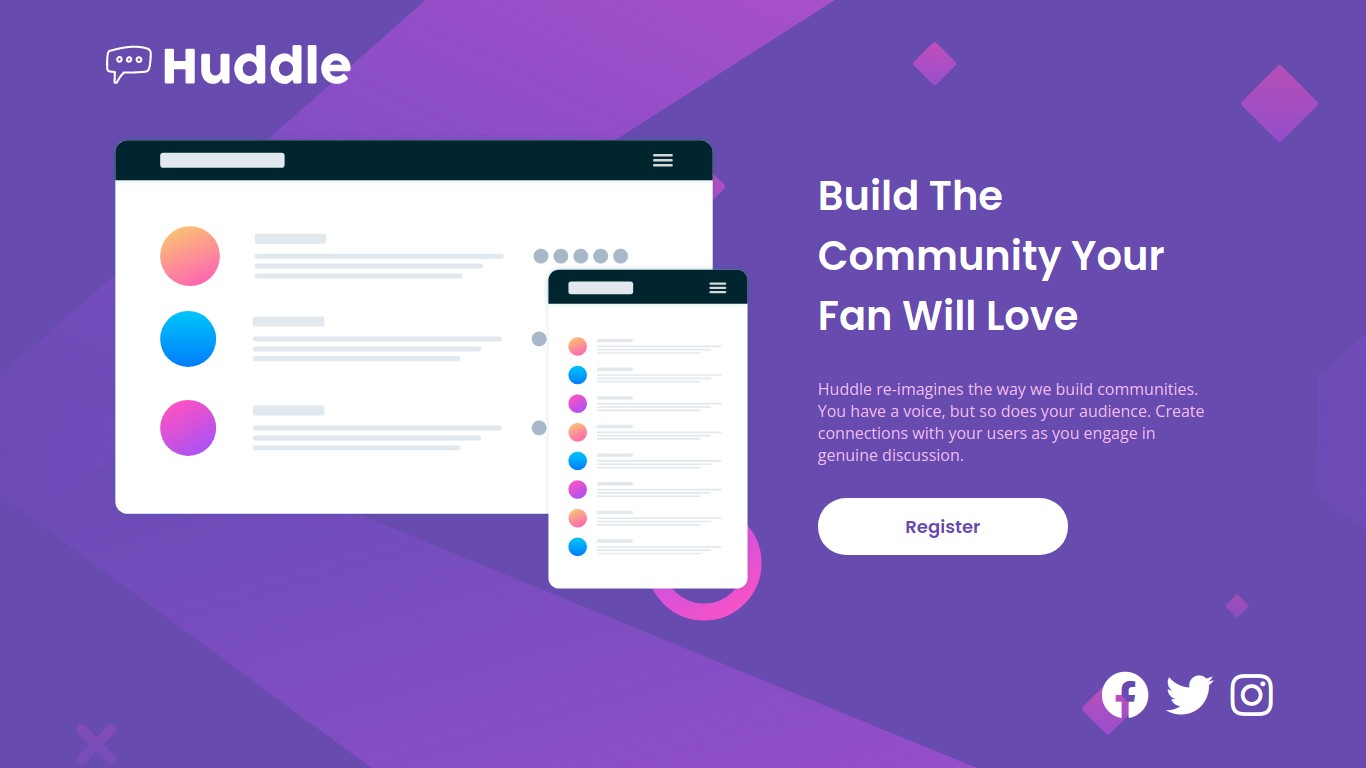 Huddle
Build The
Community Your
Fan Will Love
Huddle re-imagines the way we build communities.
You have a voice, but so does your audience. Create
connections with your users as you engage in
genuine discussion.
Register